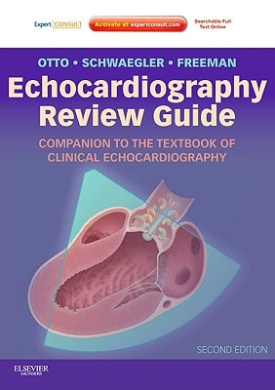 Expert CONSULT
Activate at expertconsult.com
Searchable Full
Text Online
OTTO • SCHWAEGLER • FREEMAN
Echocardiography
Review Guide
COMPANION TO THE TEXTBOOK OF
CLINICAL ECHOCARDIOGRAPHY
SECOND EDITION
ELSEVIER
SAUNDERS